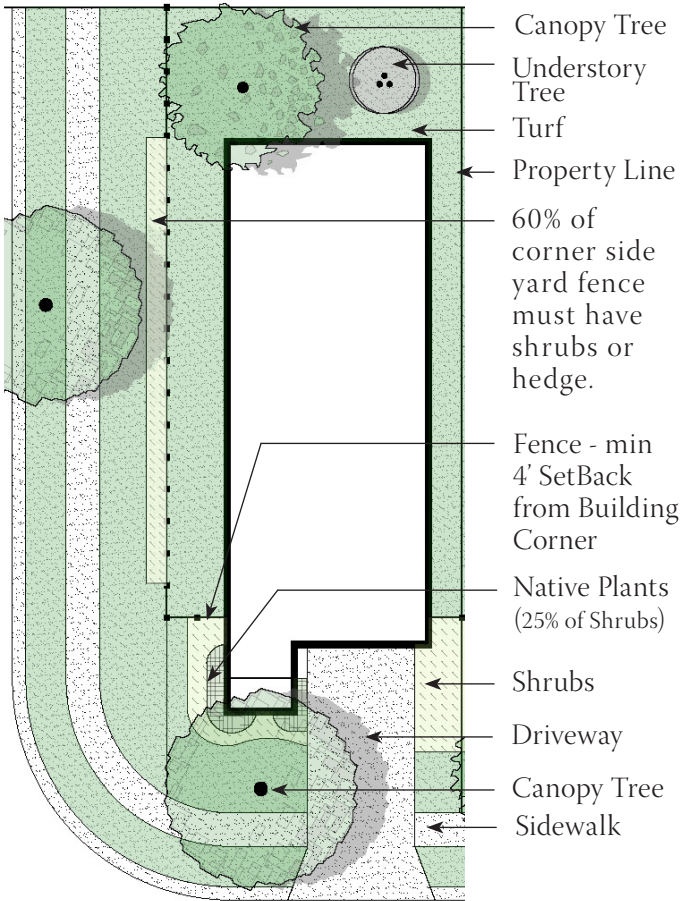 Canopy Tree
Understory
Tree
Turf
Property Line
60% of
corner side
yard fence
must have
shrubs or
hedge.
Fence - min
4' SetBack
from Building
Corner
Native Plants
(25% of Shrubs)
Shrubs
Driveway
Canopy Tree
Sidewalk